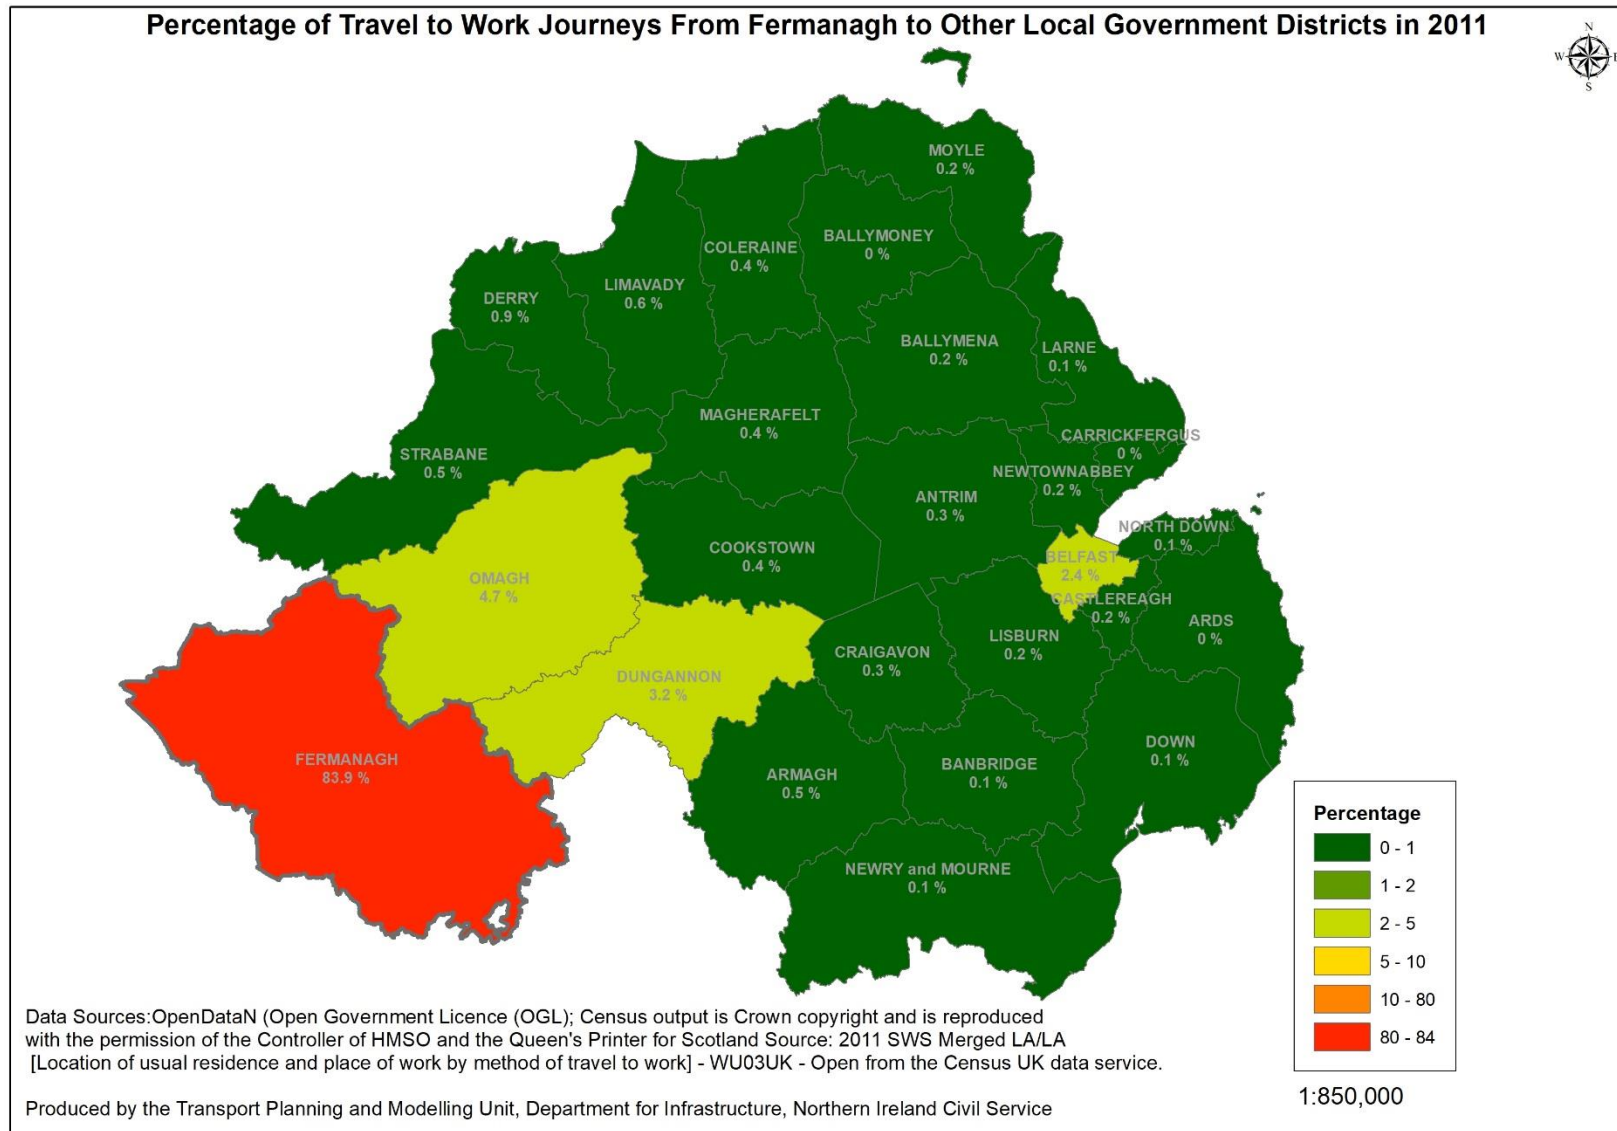 Percentage of Travel to Work Journeys From Fermanagh to Other Local Government Districts in 2011
N
W
E
S
MOYLE
0.2 %
BALLYMONEY
0 %
COLERAINE
0.4 %
LIMAVADY
0.6 %
DERRY
0.9 %
BALLYMENA
0.2 %
LARNE
0.1 %
MAGHERAFELT
0.4 %
CARRICKFERGUS
0 %
STRABANE
0.5 %
NEWTOWNABBEY
0.2 %
ANTRIM
0.3 %
NORTH DOWN
0.1 %
COOKSTOWN
0.4 %
BELFAST
2.4 %
OMAGH
4.7 %
CASTLEREAGH
0.2 %
ARDS
0 %
LISBURN
0.2 %
CRAIGAVON
0.3 %
DUNGANNON
3.2 %
DOWN
0.1 %
FERMANAGH
83.9 %
BANBRIDGE
0.1 %
ARMAGH
0.5 %
NEWRY and MOURNE
0.1 %
Percentage
0 - 1
1 - 2
2 - 5
5 - 10
10 - 80
80 - 84
1:850,000
Data Sources:OpenDataN (Open Government Licence (OGL); Census output is Crown copyright and is reproduced
with the permission of the Controller of HMSO and the Queen's Printer for Scotland Source: 2011 SWS Merged LA/LA
[Location of usual residence and place of work by method of travel to work] - WU03UK - Open from the Census UK data service.
Produced by the Transport Planning and Modelling Unit, Department for Infrastructure, Northern Ireland Civil Service